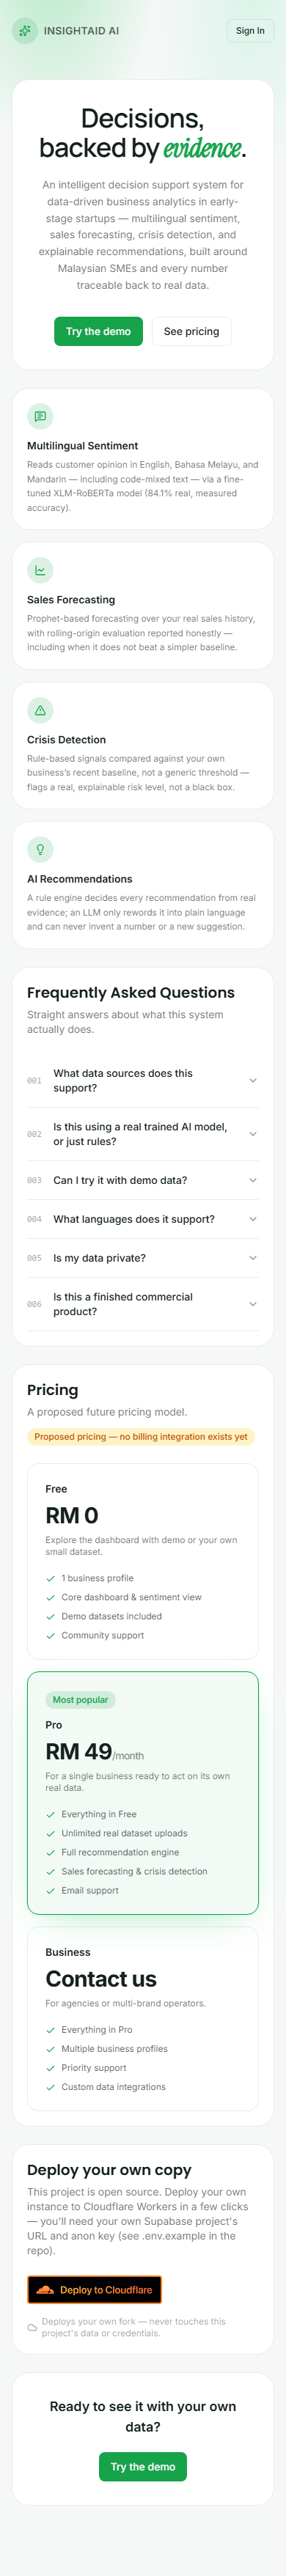 INSIGHTAID AI
Sign In
Decisions,
backed by evidence.
An intelligent decision support system for
data-driven business analytics in early-
stage startups — multilingual sentiment,
sales forecasting, crisis detection, and
explainable recommendations, built around
Malaysian SMEs and every number
traceable back to real data.
Try the demo
See pricing
Multilingual Sentiment
Reads customer opinion in English, Bahasa Melayu, and
Mandarin — including code-mixed text — via a fine-
tuned XLM-RoBERTa model (84.1% real, measured
accuracy).
Sales Forecasting
Prophet-based forecasting over your real sales history,
with rolling-origin evaluation reported honestly —
including when it does not beat a simpler baseline.
Crisis Detection
Rule-based signals compared against your own
business's recent baseline, not a generic threshold —
flags a real, explainable risk level, not a black box.
AI Recommendations
A rule engine decides every recommendation from real
evidence; an LLM only rewords it into plain language
and can never invent a number or a new suggestion.
Frequently Asked Questions
Straight answers about what this system
actually does.
001 What data sources does this
support?
002 Is this using a real trained AI model,
or just rules?
003 Can I try it with demo data?
004 What languages does it support?
005 Is my data private?
006 Is this a finished commercial
product?
Pricing
A proposed future pricing model.
Proposed pricing — no billing integration exists yet
Free
RM 0
Explore the dashboard with demo or your own
small dataset.
1 business profile
Core dashboard & sentiment view
Demo datasets included
Community support
Most popular
Pro
RM 49/month
For a single business ready to act on its own
real data.
Everything in Free
Unlimited real dataset uploads
Full recommendation engine
Sales forecasting & crisis detection
Email support
Business
Contact us
For agencies or multi-brand operators.
Everything in Pro
Multiple business profiles
Priority support
Custom data integrations
Deploy your own copy
This project is open source. Deploy your own
instance to Cloudflare Workers in a few clicks
— you'll need your own Supabase project's
URL and anon key (see .env.example in the
repo).
Deploy to Cloudflare
Deploys your own fork — never touches this
project's data or credentials.
Ready to see it with your own
data?
Try the demo